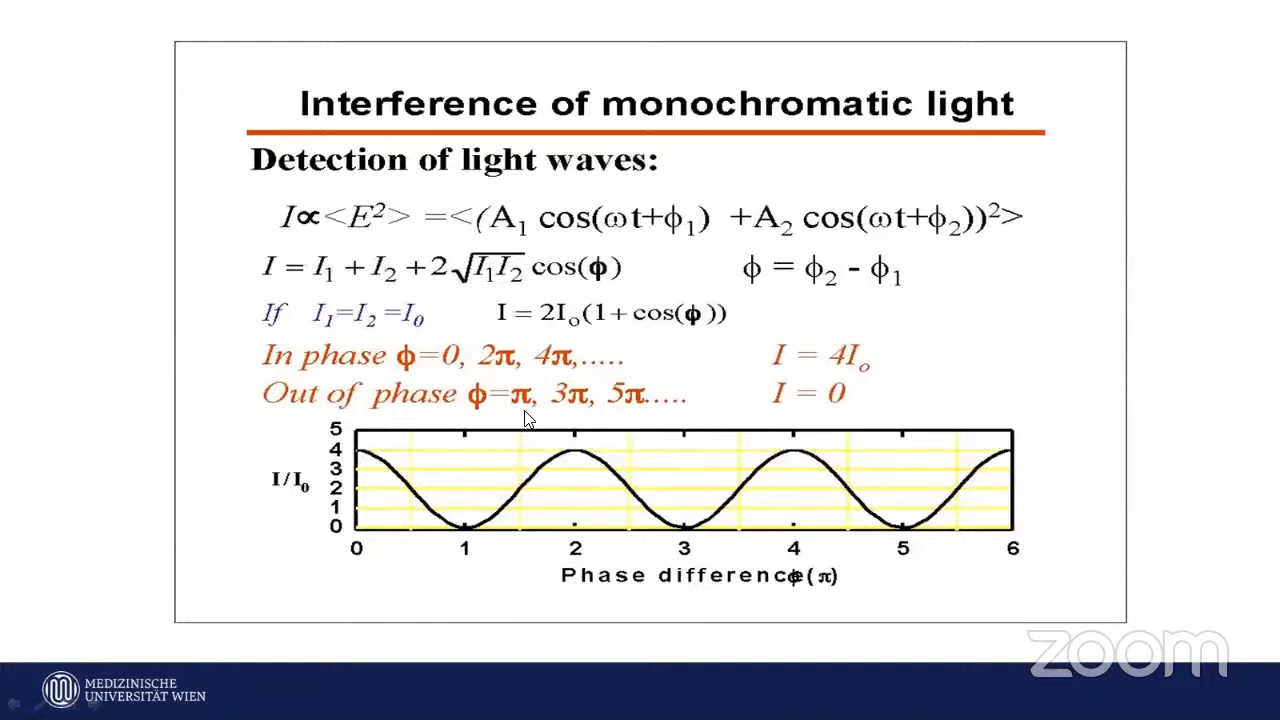 Interference of monochromatic light
Detection of light waves:
I∝<E²> =<(A₁ cos(ωt+ϕ₁) +A₂ cos(ωt+ϕ₂))²>
I = I₁ + I₂ + 2√I₁I₂ cos(ϕ) ϕ = ϕ₂ - ϕ₁
If I₁=I₂ =I₀ I = 2Iₒ(1+ cos(ϕ))
In phase ϕ=0, 2π, 4π,..... I = 4Iₒ
Out of phase ϕ=π, 3π, 5π..... I = 0
5
4
3
2
1
0
I/I₀
0 1 2 3 4 5 6
Phase differenceϕ(π)
zoom
MEDIZINISCHE
UNIVERSITÄT WIEN